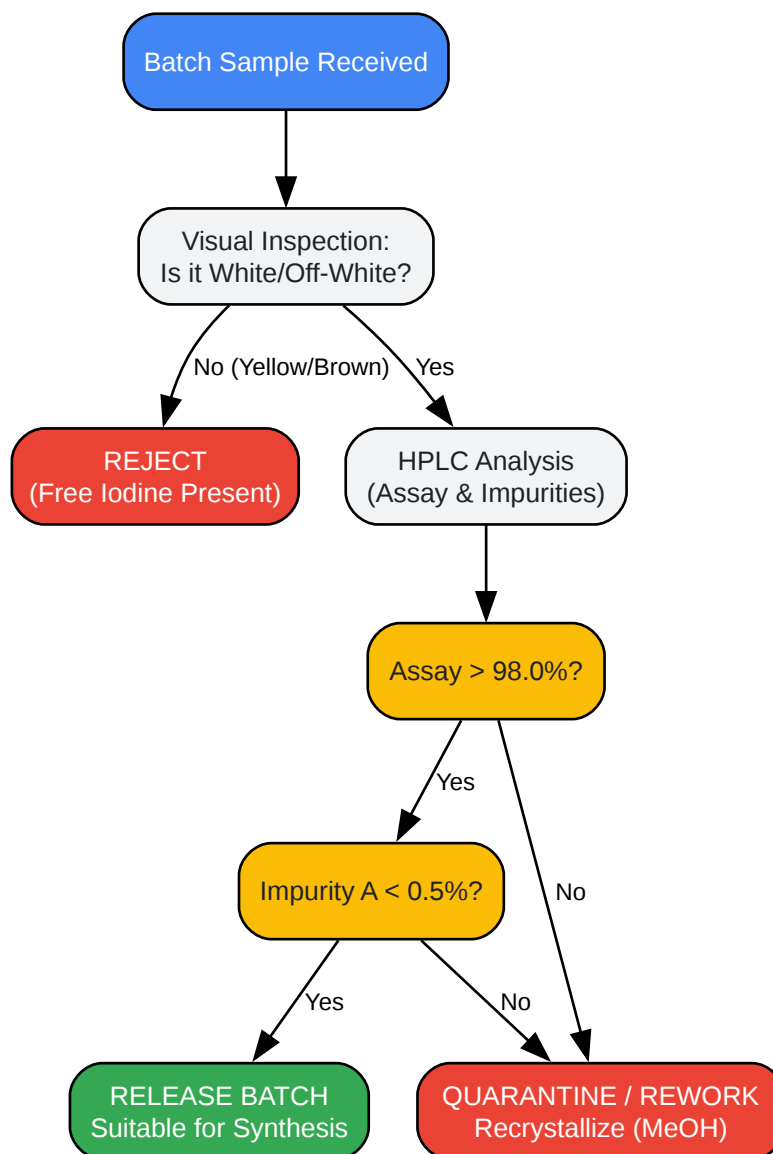 Batch Sample Received
Visual Inspection:
Is it White/Off-White?
No (Yellow/Brown)
Yes
REJECT
(Free Iodine Present)
HPLC Analysis
(Assay & Impurities)
Assay > 98.0%?
Yes
Impurity A < 0.5%?
No
Yes
No
RELEASE BATCH
Suitable for Synthesis
QUARANTINE / REWORK
Recrystallize (MeOH)